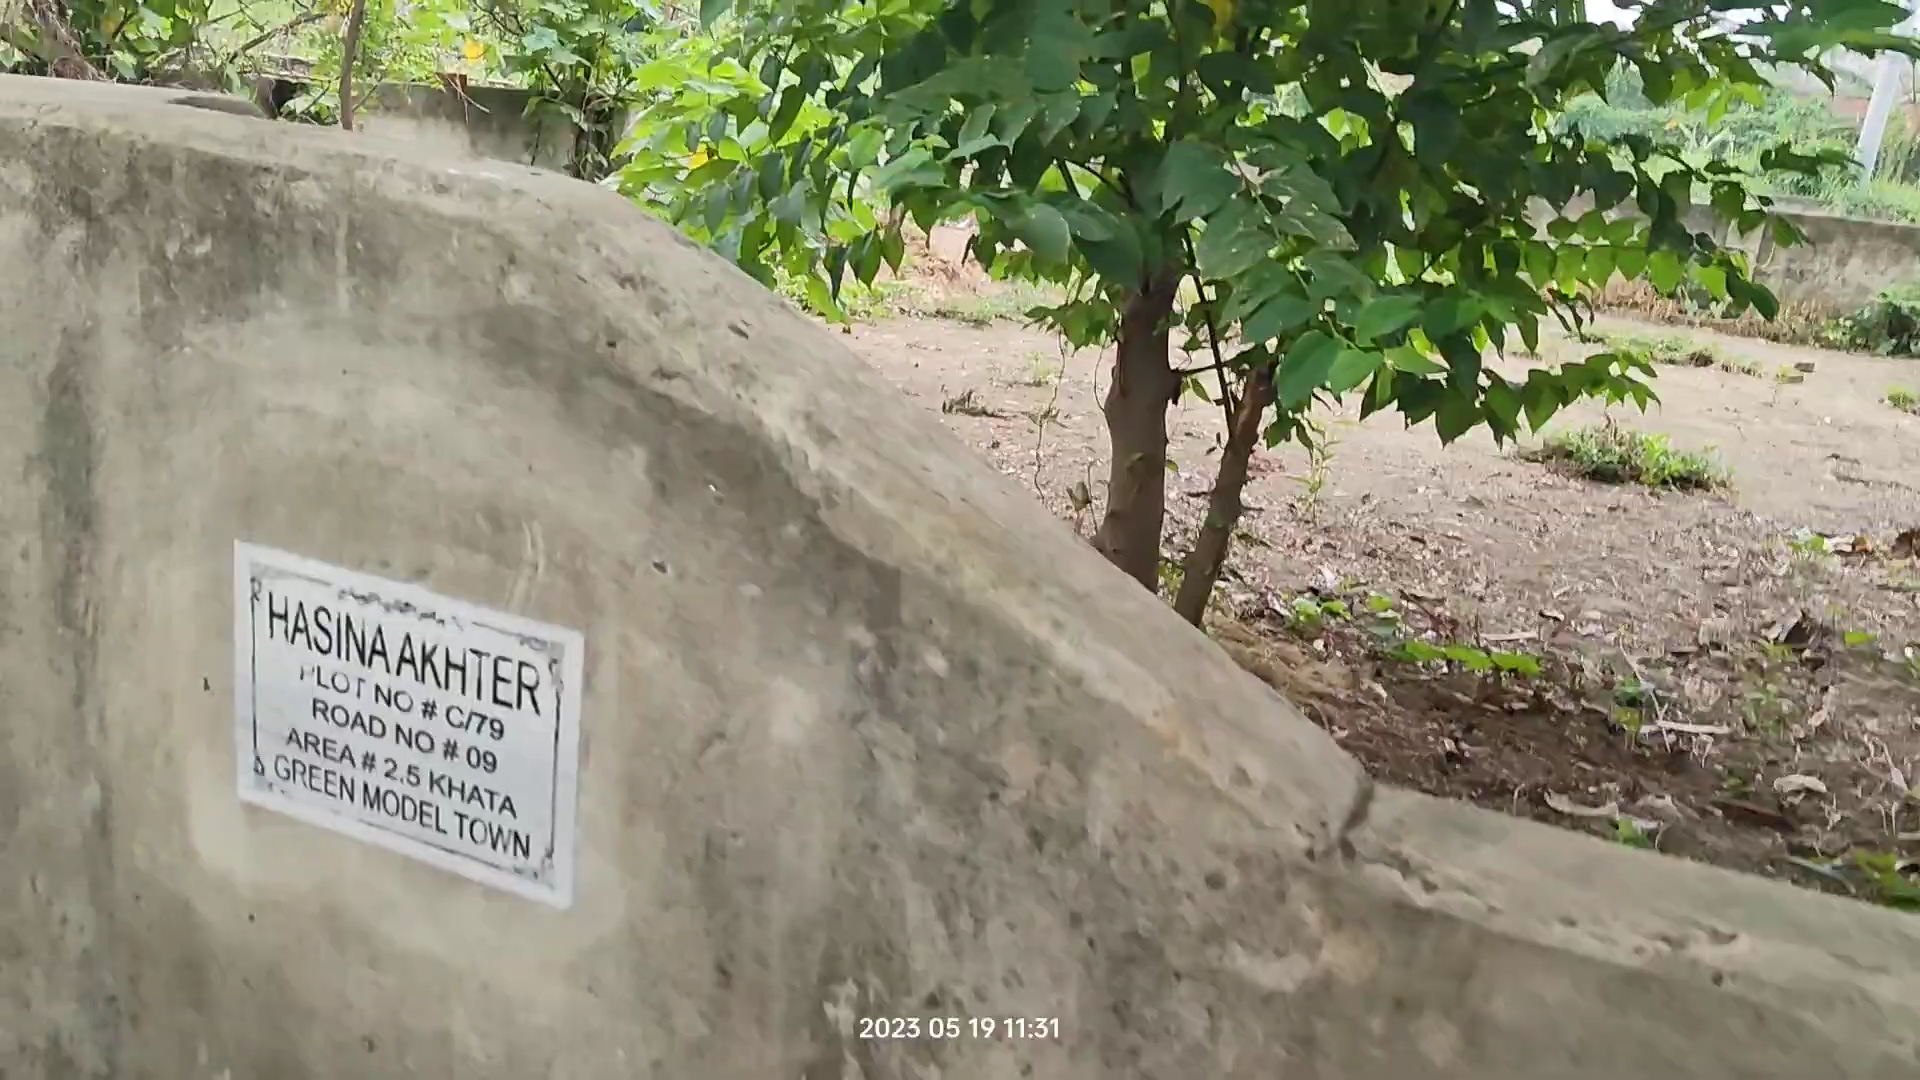 HASINA AKHTER
PLOT NO # C/79
ROAD NO # 09
AREA # 2.5 KHATA
GREEN MODEL TOWN
2023 05 19 11:31